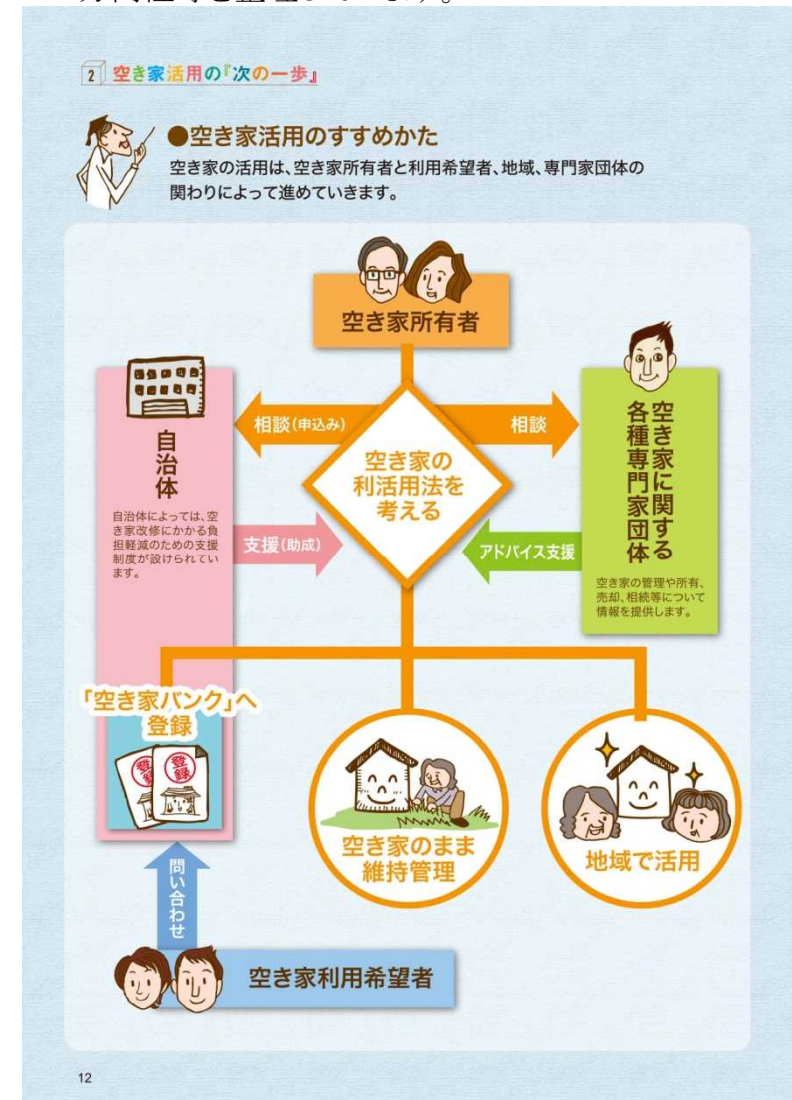 2 空き家活用の『次の一歩』
●空き家活用のすすめかた
空き家の活用は、空き家所有者と利用希望者、地域、専門家団体の
関わりによって進めていきます。
空き家所有者
相談(申込み)
相談
空き家の
利活用法を
考える
自治体
自治体によっては、空
き家改修にかかる負
担軽減のための支援
制度が設けられてい
ます。
支援(助成)
アドバイス支援
空き家に関する
各種専門家団体
空き家の管理や所有、
売却、相続等について
情報を提供します。
「空き家バンク」へ
登録
登録
登録
空き家のまま
維持管理
地域で活用
問い合わせ
空き家利用希望者
12